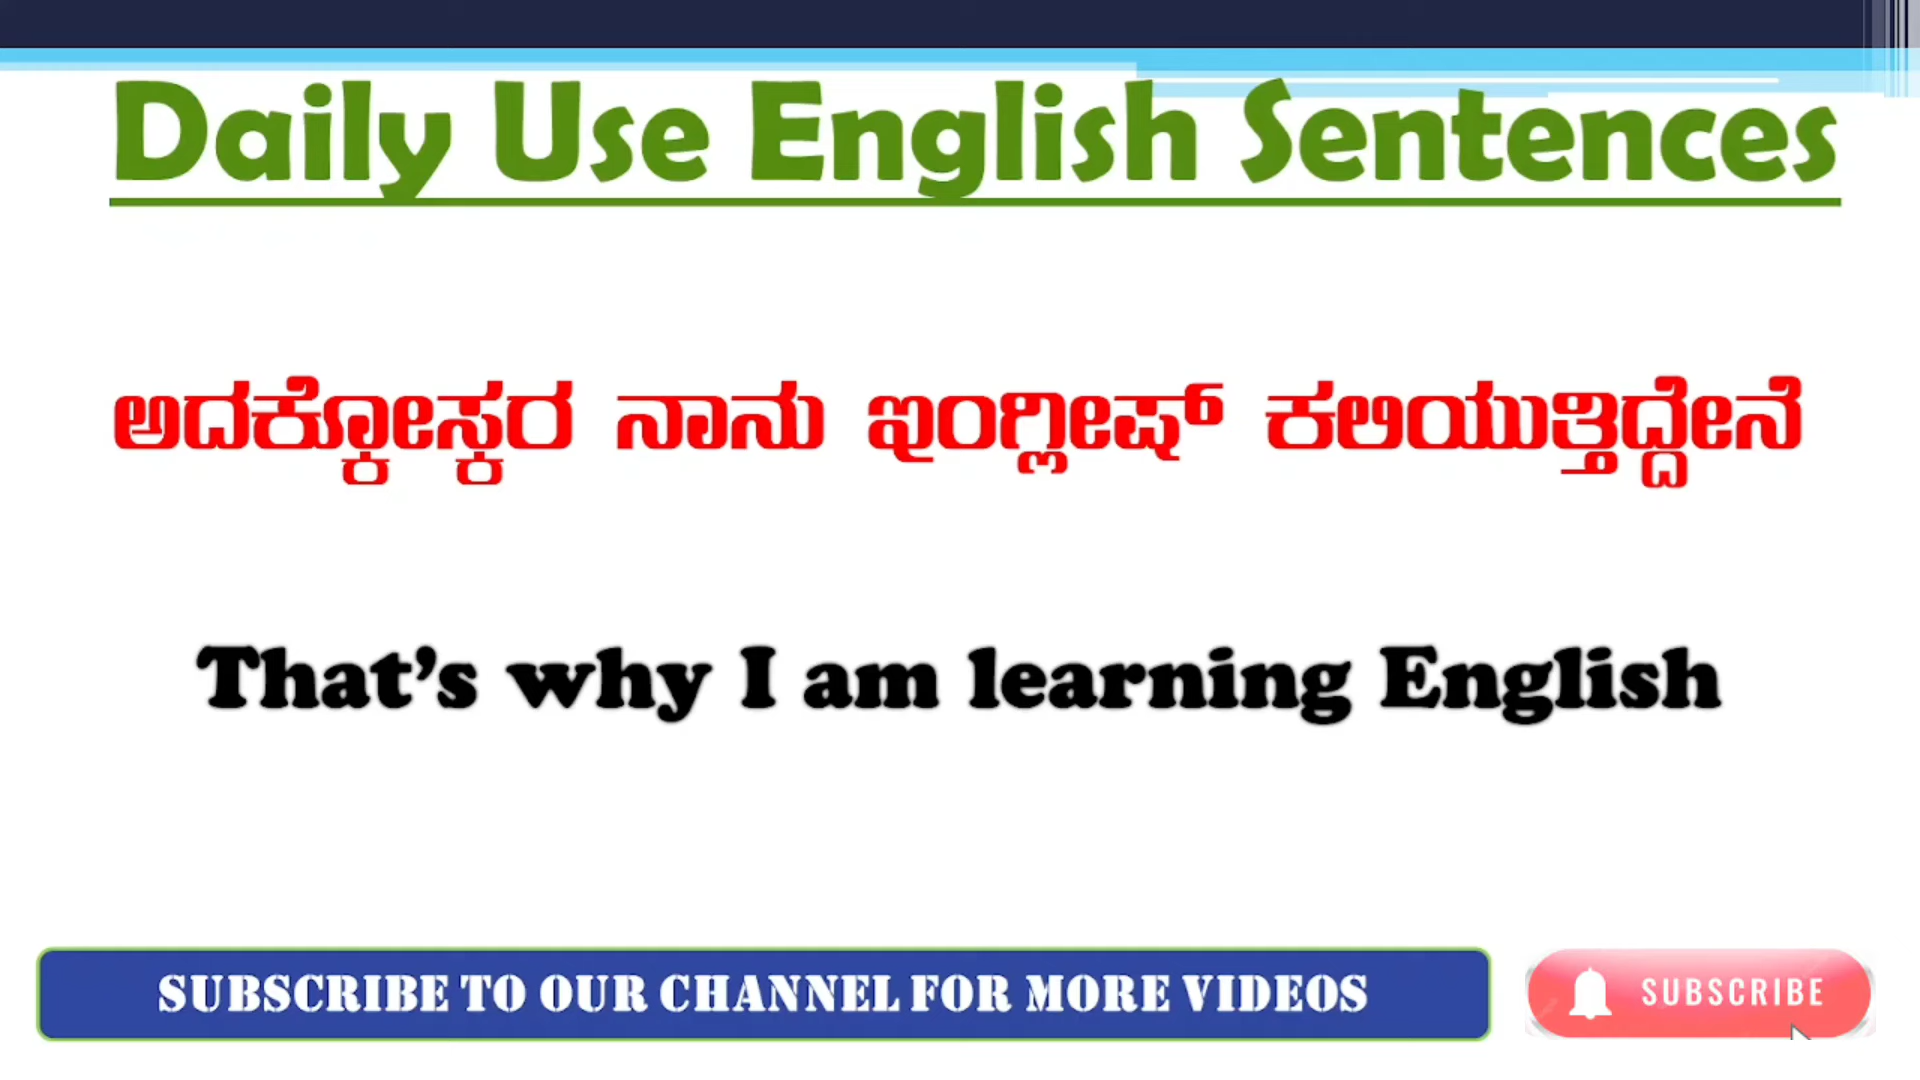 Daily Use English Sentences
ಅದಕ್ಕೋಸ್ಕರ ನಾನು ಇಂಗ್ಲೀಷ್ ಕಲಿಯುತ್ತಿದ್ದೇನೆ
That’s why I am learning English
SUBSCRIBE TO OUR CHANNEL FOR MORE VIDEOS
SUBSCRIBE